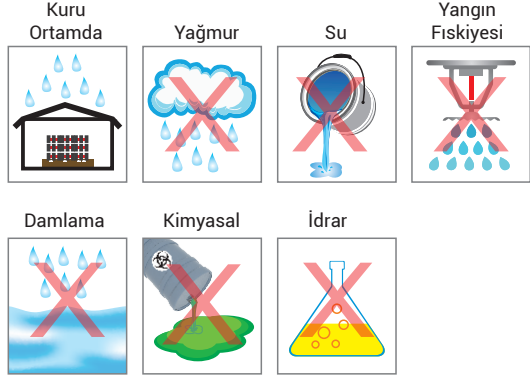 Kuru
Ortamda
Yağmur
Su
Yangın
Fıskiyesi
Damlama
Kimyasal
İdrar